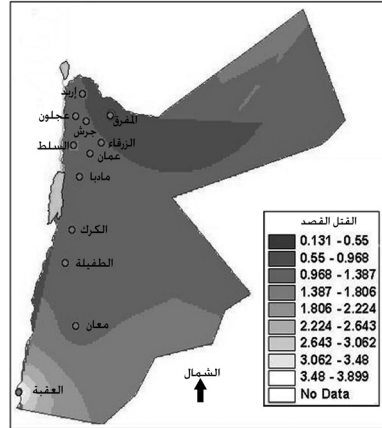 إربد
عجلون
المفرق
جرش
الزرقاء
السلط
عمان
مادبا
الكرك
الطفيلة
معان
العقبة
الشمال
القتل القصد
0.131 - 0.55
0.55 - 0.968
0.968 - 1.387
1.387 - 1.806
1.806 - 2.224
2.224 - 2.643
2.643 - 3.062
3.062 - 3.48
3.48 - 3.899
No Data